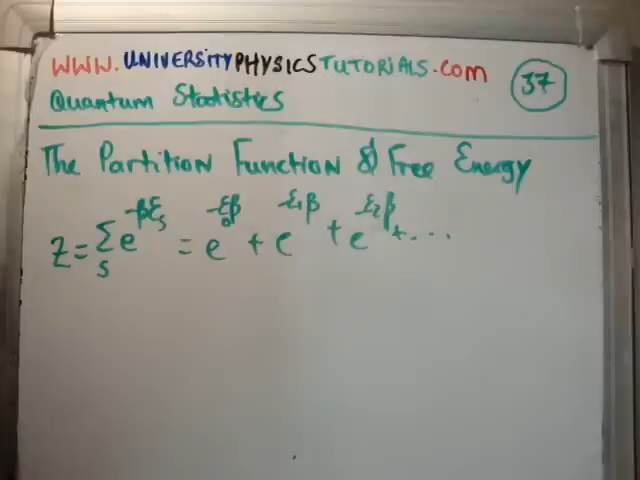 WWW.UNIVERSITYPHYSICSTUTORIALS.COM
37
Quantum Statistics
The Partition Function & Free Energy
Z = Σ_s e^{-βε_s} = e^{-ε_0β} + e^{-ε_1β} + e^{-ε_2β} + ...